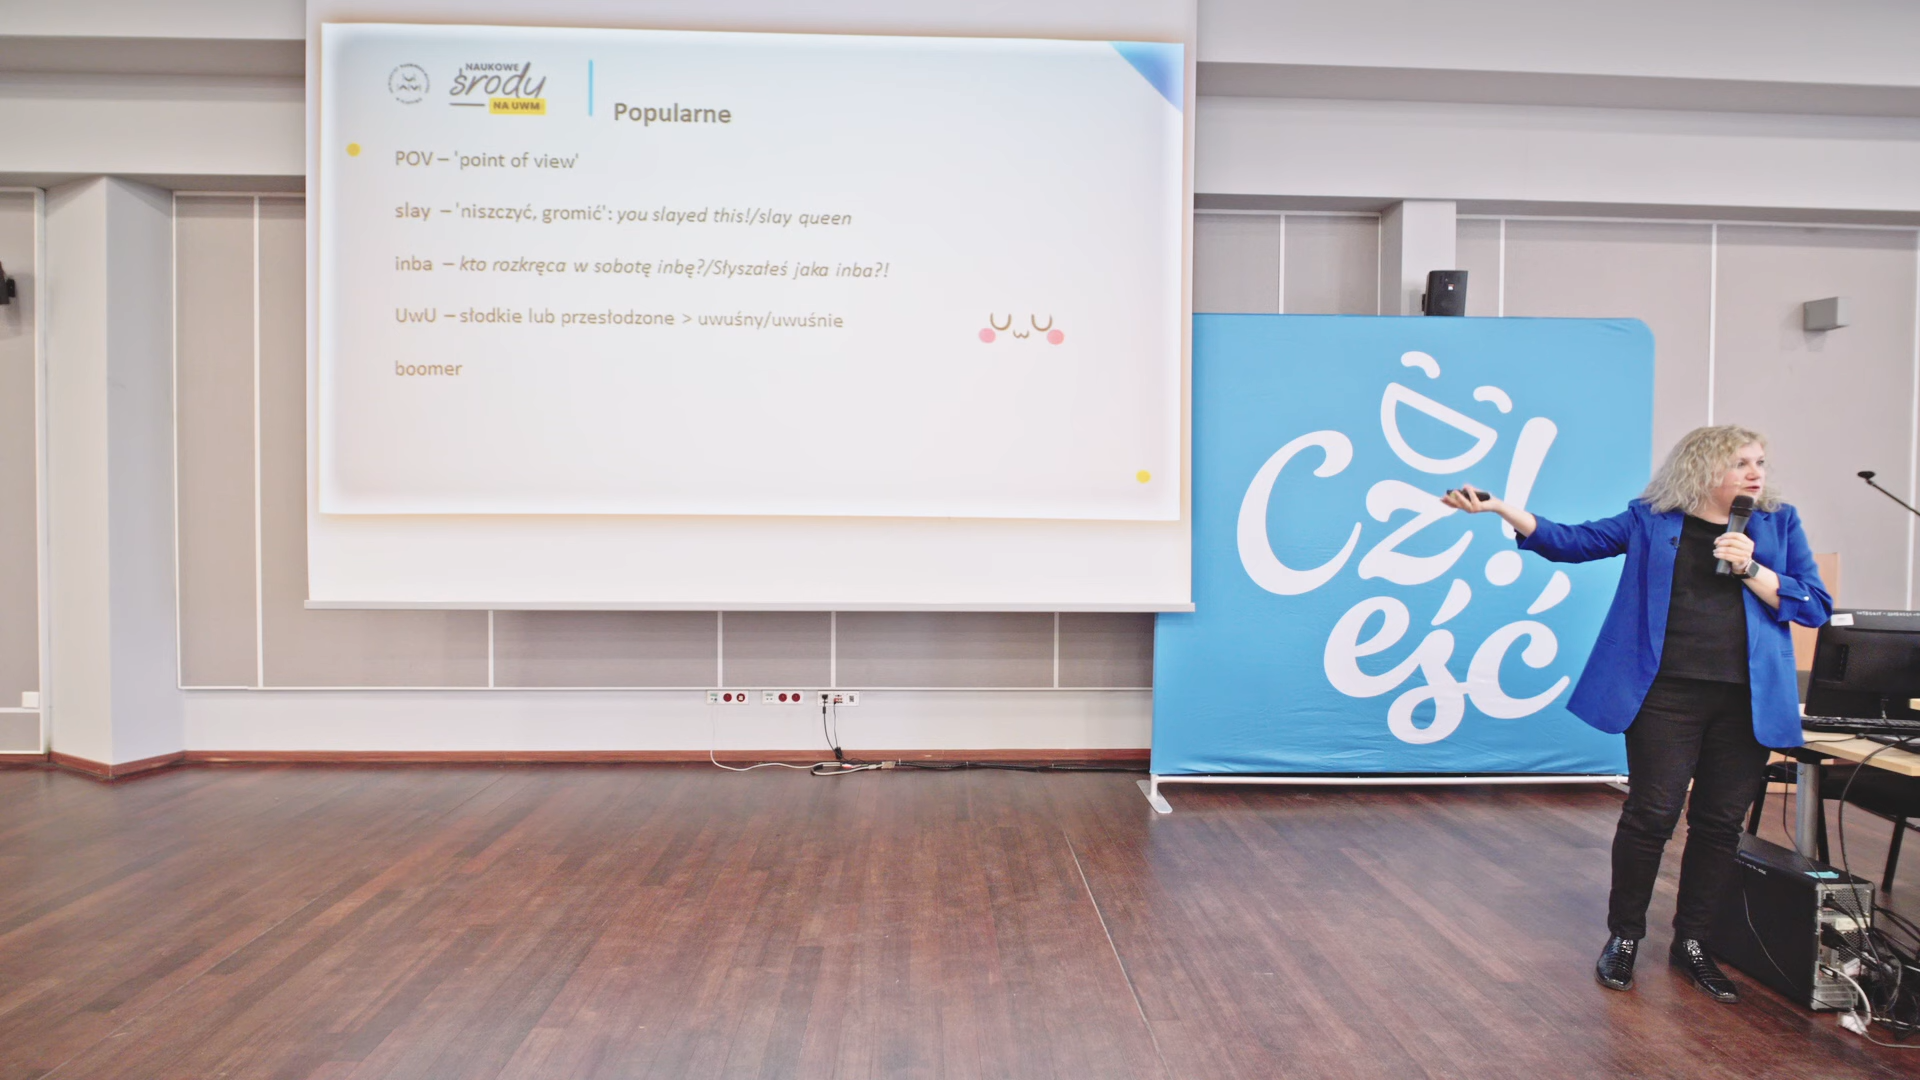 NAUKOWE
środy
NA UWM
Popularne
POV – 'point of view'
slay – 'niszczyć, gromić': you slayed this!/slay queen
inba – kto rozkręca w sobotę inbę?/Słyszałeś jaka inba?!
UwU – słodkie lub przesłodzone > uwuśny/uwuśnie
boomer
Cz!
eść